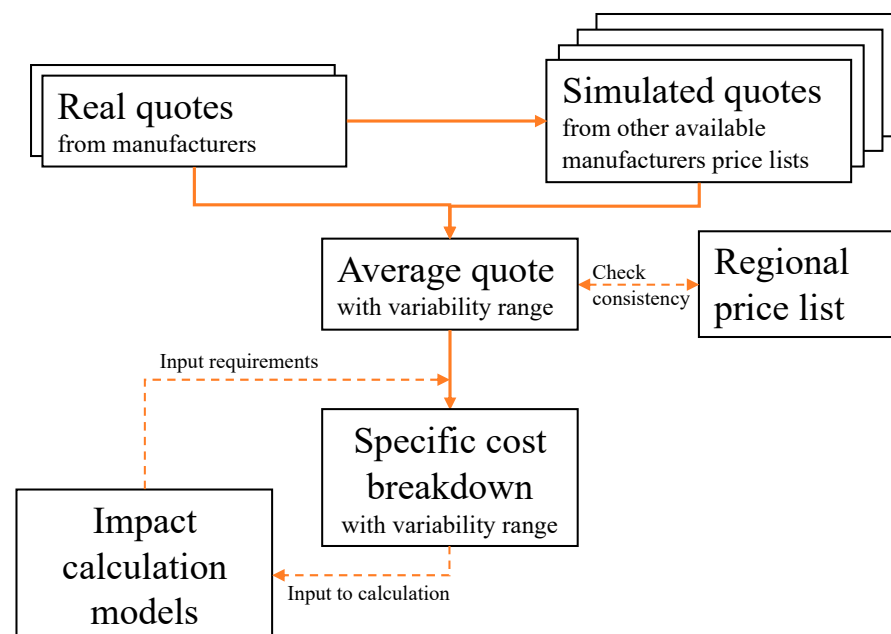 Real quotes
from manufacturers
Simulated quotes
from other available
manufacturers price lists
Average quote
with variability range
Check
consistency
Regional
price list
Input requirements
Specific cost
breakdown
with variability range
Impact
calculation
models
Input to calculation